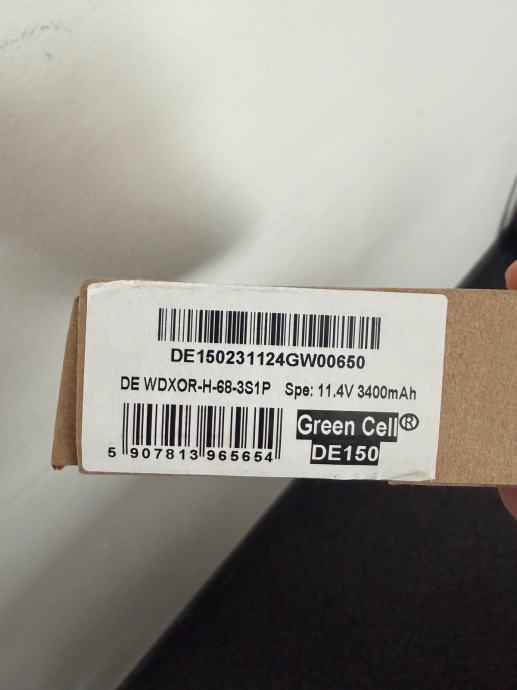 DE150231124GW00650
DE WDXOR-H-68-3S1P Spe: 11.4V 3400mAh
Green Cell®
DE150
5 907813 965654